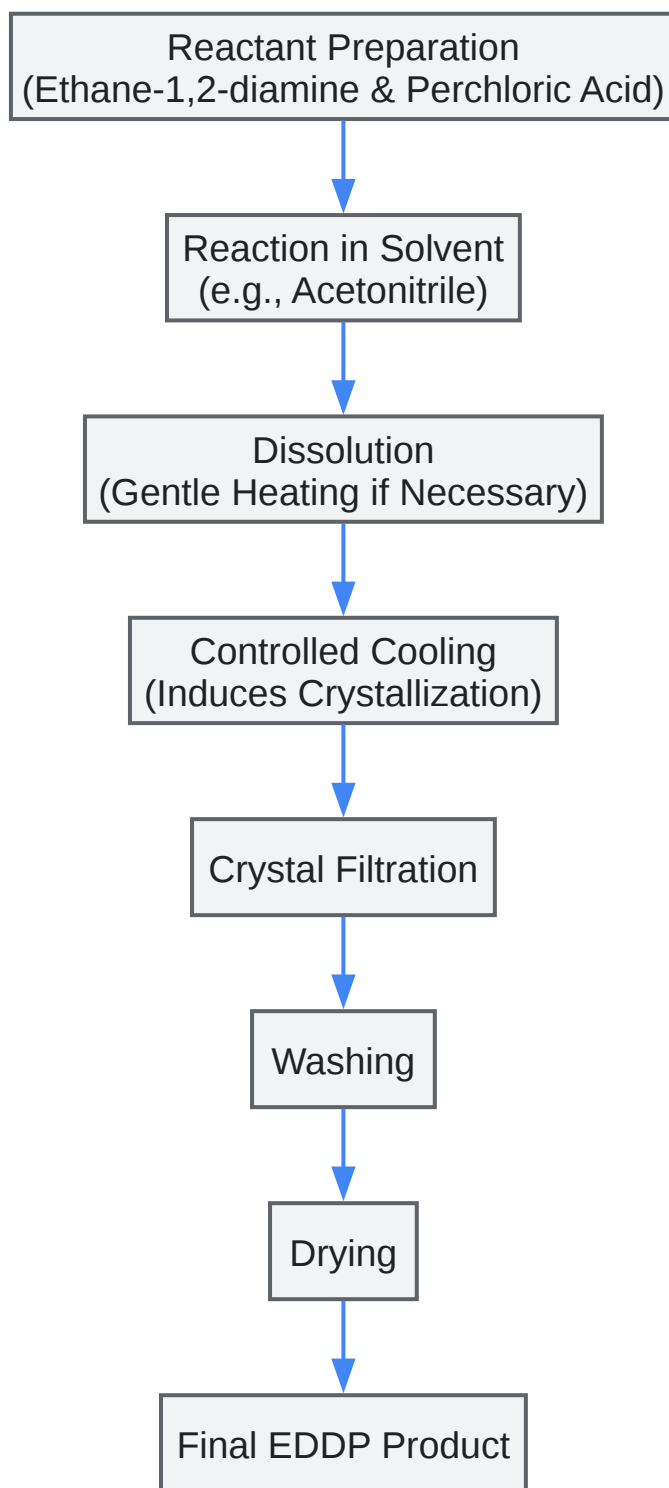 Reactant Preparation
(Ethane-1,2-diamine & Perchloric Acid)
Reaction in Solvent
(e.g., Acetonitrile)
Dissolution
(Gentle Heating if Necessary)
Controlled Cooling
(Induces Crystallization)
Crystal Filtration
Washing
Drying
Final EDDP Product